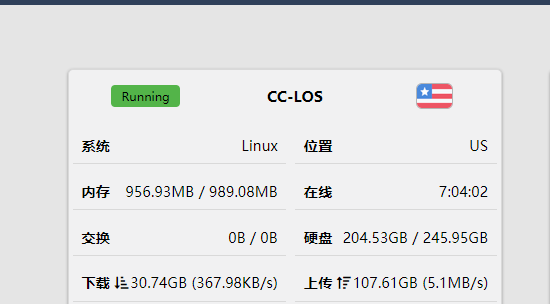 Running CC-LOS
系统 Linux 位置 US
内存 956.93MB / 989.08MB 在线 7:04:02
交换 0B / 0B 硬盘 204.53GB / 245.95GB
下载 30.74GB (367.98KB/s) 上传 107.61GB (5.1MB/s)